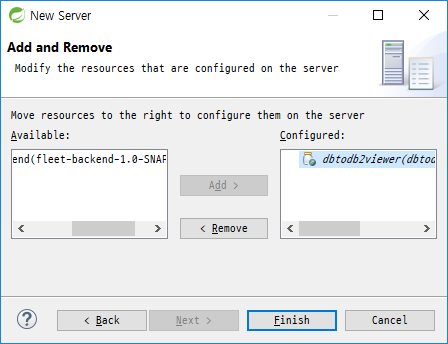 New Server
Add and Remove
Modify the resources that are configured on the server
Move resources to the right to configure them on the server
Available:
Configured:
end(fleet-backend-1.0-SNAP
dbtodb2viewer(dbtod
Add >
< Remove
< Back
Next >
Finish
Cancel